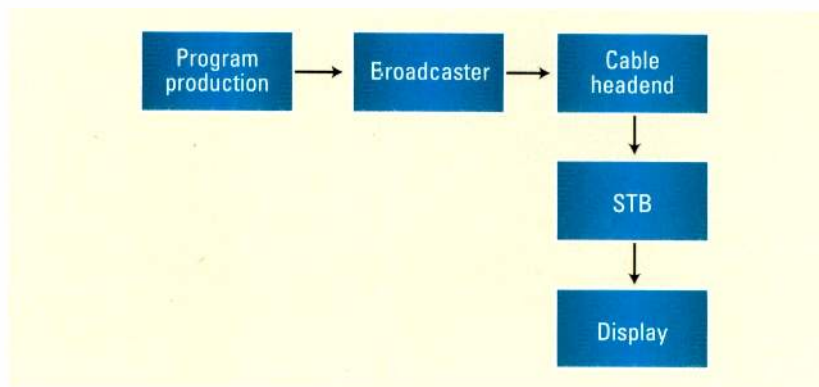 Program
production
Broadcaster
Cable
headend
STB
Display